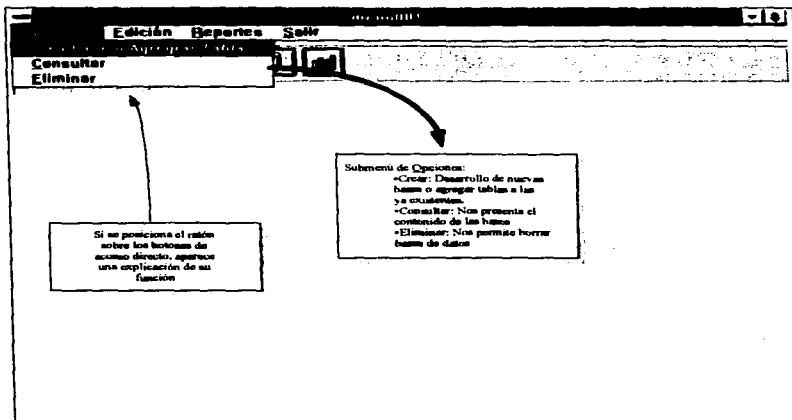 Edición Reportes Salir
Agregar Tabla
Consultar
Eliminar
Submenú de Opciones:
•Crear: Desarrollo de nuevas
bases o agregar tablas a las
ya existentes.
•Consultar: Nos presenta el
contenido de las bases
•Eliminar: Nos permite borrar
bases de datos
Si se posiciona el ratón
sobre los botones de
acceso directo, aparece
una explicación de su
función